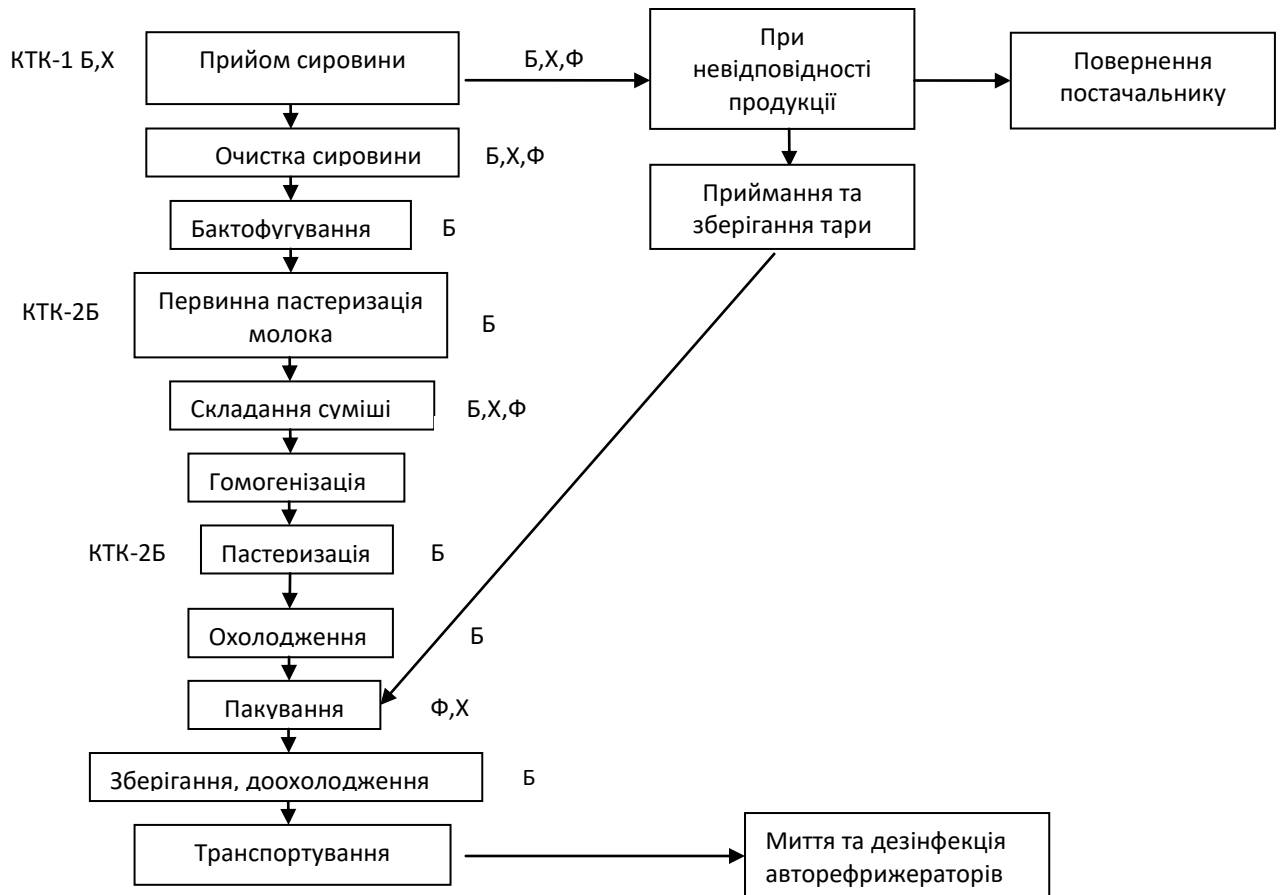 КТК-1 Б,Х
Прийом сировини
Б,Х,Ф
При
невідповідності
продукції
Повернення
постачальнику
Очистка сировини
Б,Х,Ф
Приймання та
зберігання тари
Бактофугування
Б
КТК-2Б
Первинна пастеризація
молока
Б
Складання суміші
Б,Х,Ф
Гомогенізація
КТК-2Б
Пастеризація
Б
Охолодження
Б
Пакування
Ф,Х
Зберігання, доохолодження
Б
Транспортування
Миття та дезінфекція
авторефрижераторів